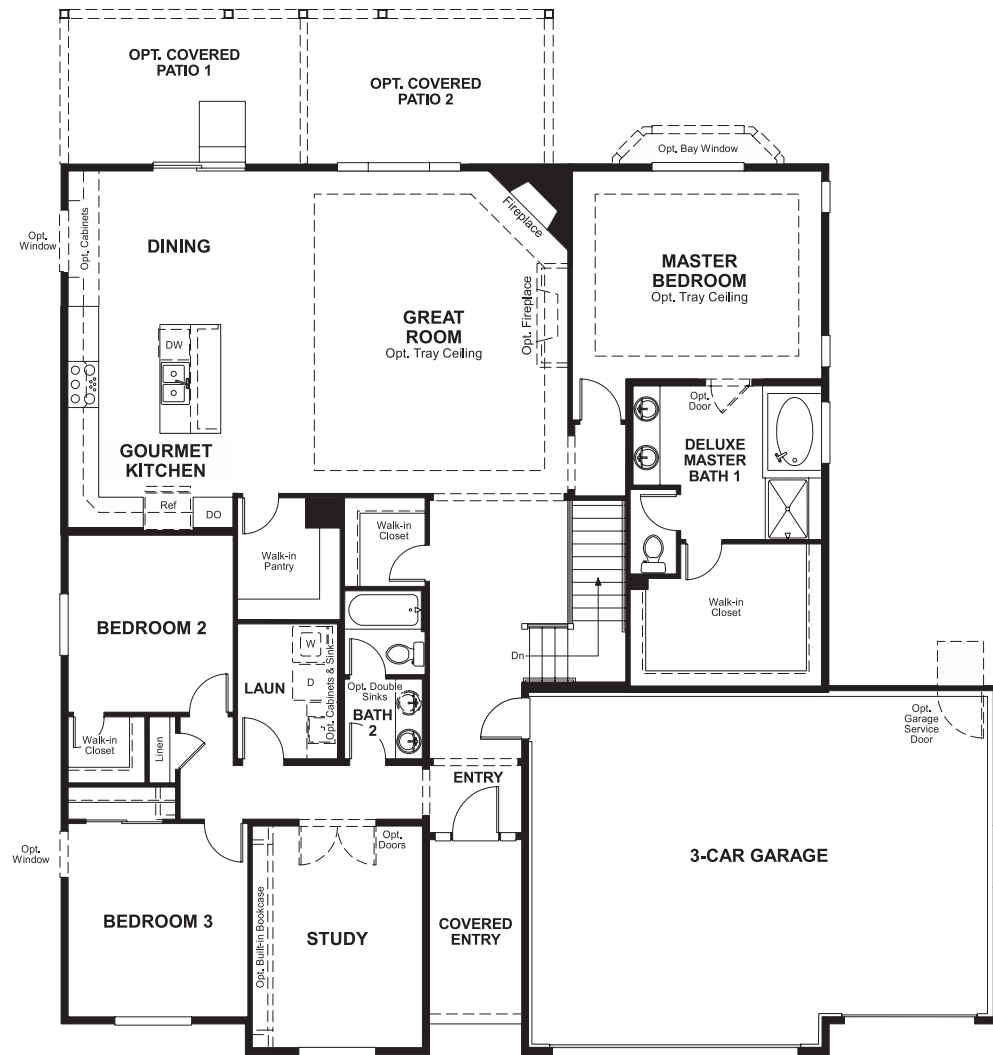 OPT. COVERED
PATIO 1
OPT. COVERED
PATIO 2
Opt. Bay Window
Opt.
Window
Opt. Cabinets
DINING
Fireplace
Opt. Fireplace
MASTER
BEDROOM
Opt. Tray Ceiling
GREAT
ROOM
Opt. Tray Ceiling
DW
Opt.
Door
DELUXE
MASTER
BATH 1
GOURMET
KITCHEN
Ref
DO
Walk-in
Closet
Walk-in
Pantry
Walk-in
Closet
BEDROOM 2
W
D
Opt. Cabinets & Sink
LAUN
Dn
Opt. Double
Sinks
BATH
2
Walk-in
Closet
Linen
Opt.
Garage
Service
Door
ENTRY
Opt.
Doors
Opt.
Window
3-CAR GARAGE
BEDROOM 3
Opt. Built-in Bookcase
STUDY
COVERED
ENTRY